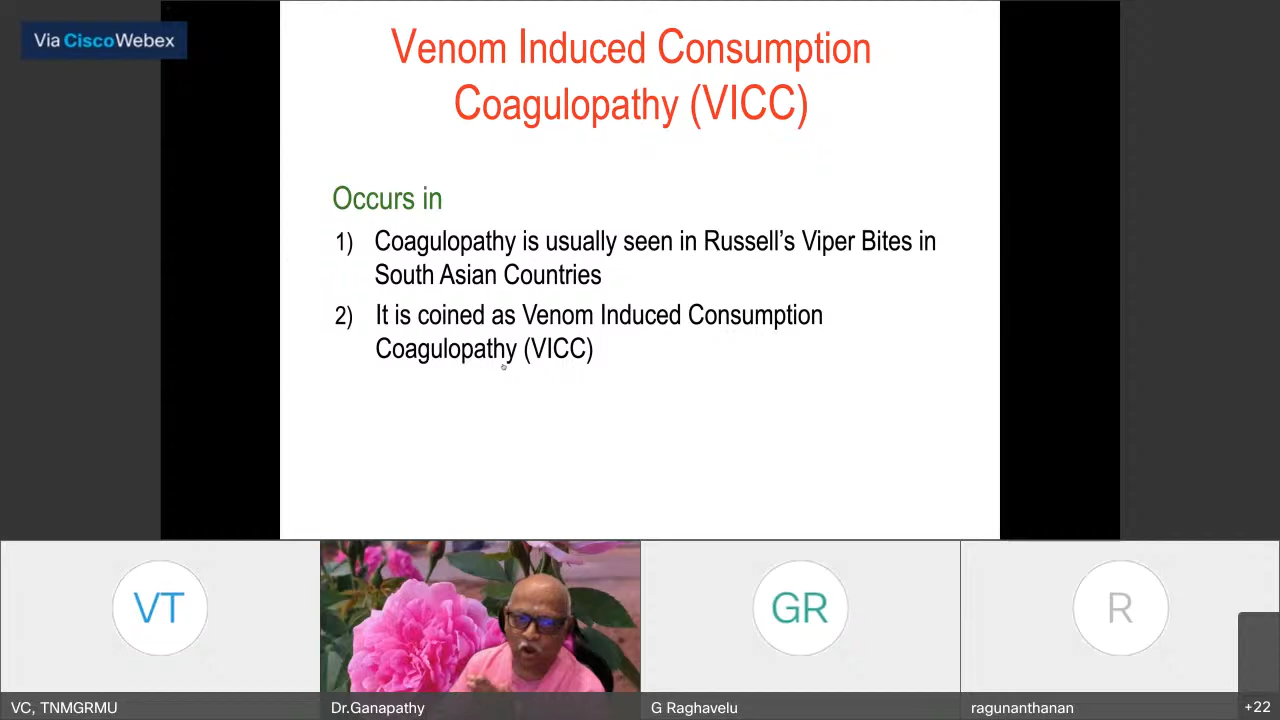 Via CiscoWebex
Venom Induced Consumption
Coagulopathy (VICC)
Occurs in
1) Coagulopathy is usually seen in Russell's Viper Bites in
South Asian Countries
2) It is coined as Venom Induced Consumption
Coagulopathy (VICC)
VT
GR
R
VC, TNMGRMU
Dr.Ganapathy
G Raghavelu
ragunanthanan
+22